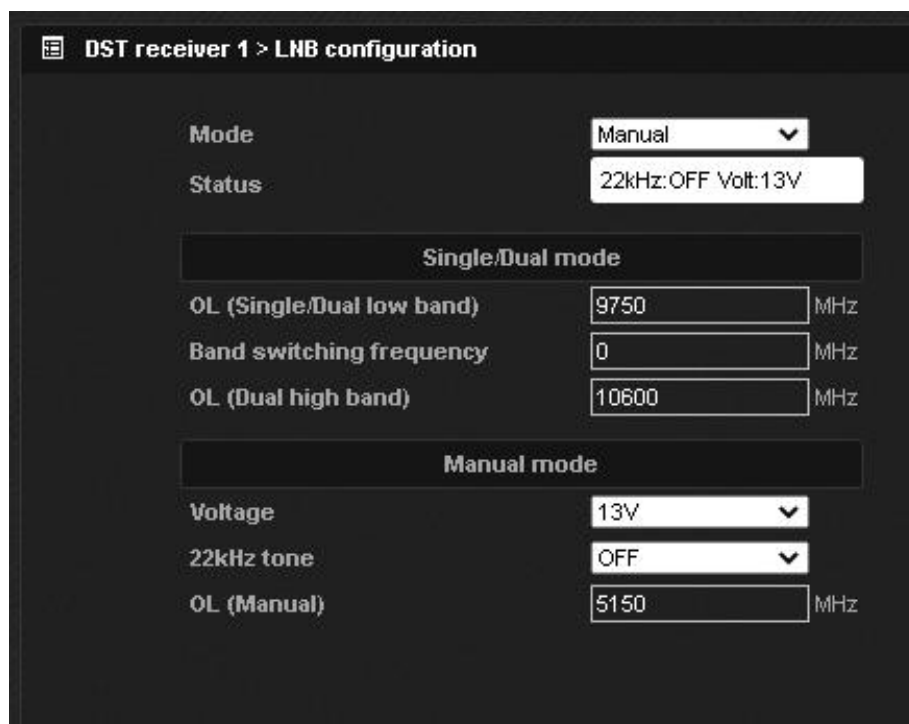 DST receiver 1 > LNB configuration
Mode Manual
Status 22kHz:OFF Volt:13V
Single/Dual mode
OL (Single/Dual low band) 9750 MHz
Band switching frequency 0 MHz
OL (Dual high band) 10600 MHz
Manual mode
Voltage 13V
22kHz tone OFF
OL (Manual) 5150 MHz